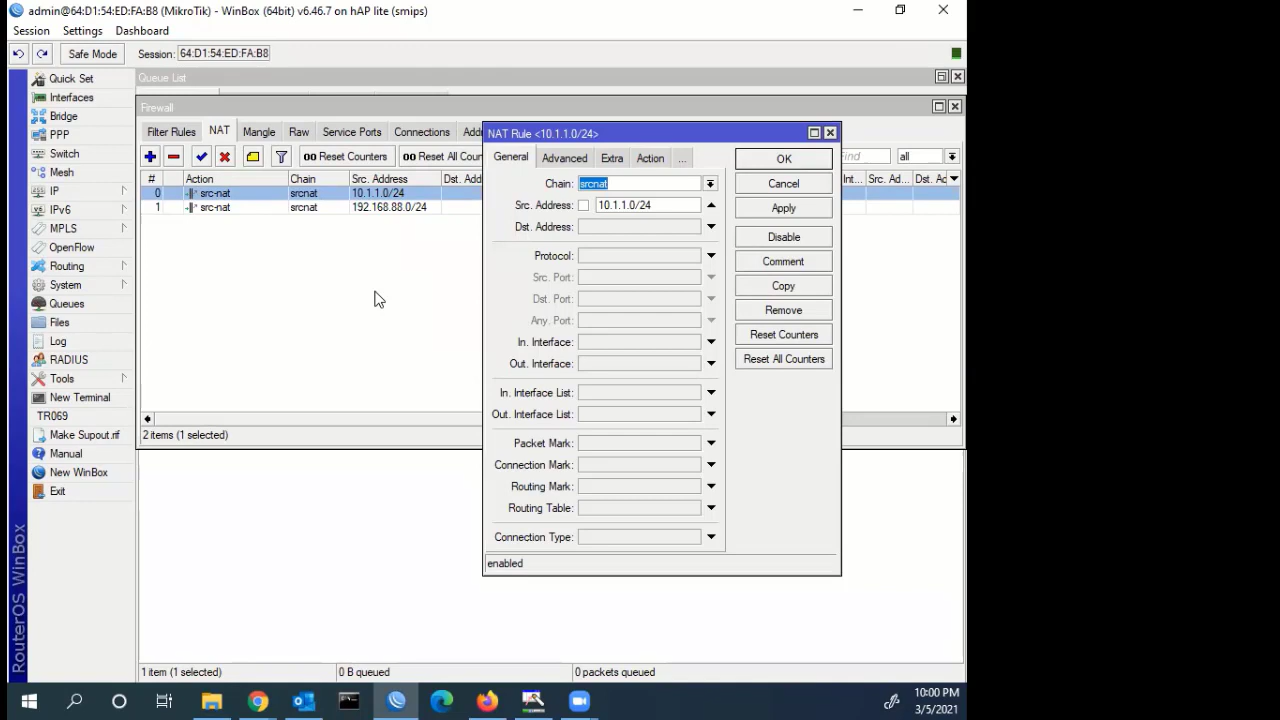 admin@64:D1:54:ED:FA:B8 (MikroTik) - WinBox (64bit) v6.46.7 on hAP lite (smips)
Session Settings Dashboard
Safe Mode Session: 64:D1:54:ED:FA:B8
Quick Set
Interfaces
Bridge
PPP
Switch
Mesh
IP
IPv6
MPLS
OpenFlow
Routing
System
Queues
Files
Log
RADIUS
Tools
New Terminal
TR069
Make Supout.rif
Manual
New WinBox
Exit
RouterOS WinBox
Queue List
Firewall
Filter Rules NAT Mangle Raw Service Ports Connections Addr
00 Reset Counters 00 Reset All Coun Find all
# Action Chain Src. Address Dst. Add Int... Src. Ad... Dst. Ac
0 src-nat srcnat 10.1.1.0/24
1 src-nat srcnat 192.168.88.0/24
2 items (1 selected)
NAT Rule <10.1.1.0/24>
General Advanced Extra Action ...
Chain: srcnat
Src. Address: 10.1.1.0/24
Dst. Address:
Protocol:
Src. Port:
Dst. Port:
Any. Port:
In. Interface:
Out. Interface:
In. Interface List:
Out. Interface List:
Packet Mark:
Connection Mark:
Routing Mark:
Routing Table:
Connection Type:
enabled
OK
Cancel
Apply
Disable
Comment
Copy
Remove
Reset Counters
Reset All Counters
1 item (1 selected) 0 B queued 0 packets queued
10:00 PM
3/5/2021